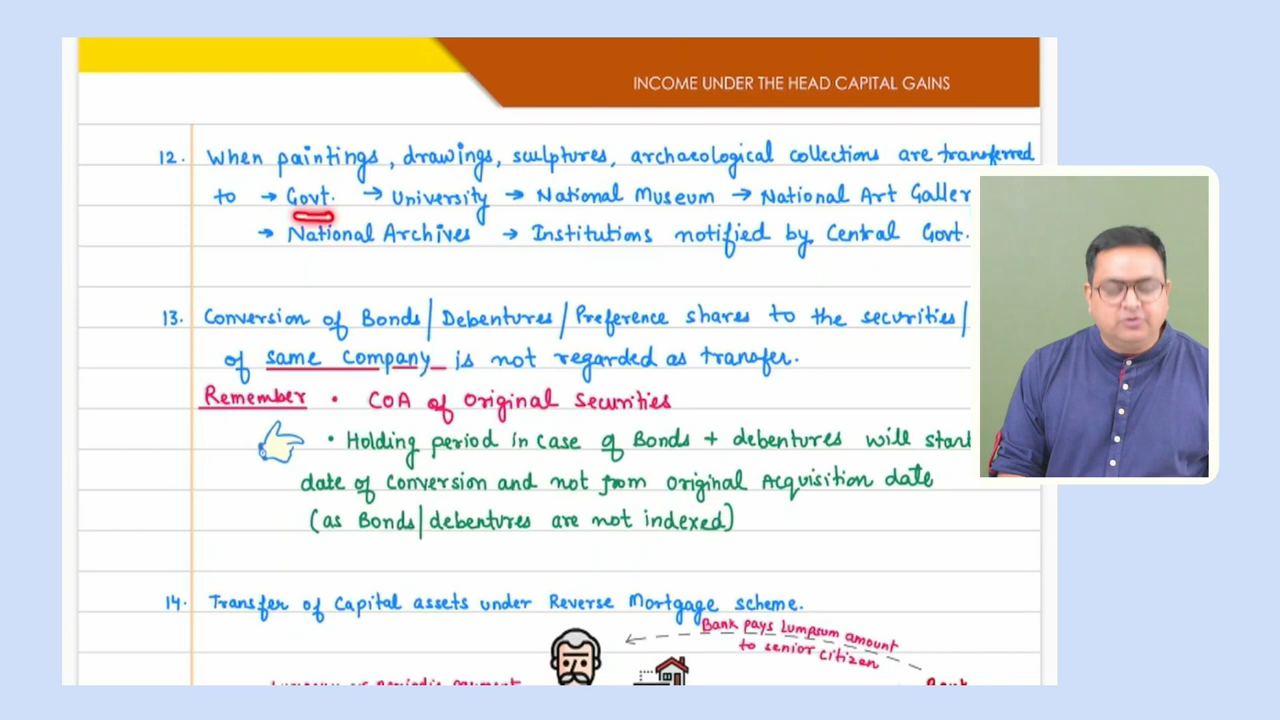 INCOME UNDER THE HEAD CAPITAL GAINS
12. When paintings, drawings, sculptures, archaeological collections are transferred
to → Govt. → University → National Museum → National Art Galler
→ National Archives → Institutions notified by Central Govt.
13. Conversion of Bonds/Debentures/Preference shares to the securities/
of same company is not regarded as transfer.
Remember • COA of original securities
• Holding period in case of Bonds + debentures will start
date of conversion and not from original Acquisition date
(as Bonds/debentures are not indexed)
14. Transfer of Capital assets under Reverse Mortgage scheme.
Bank pays Lumpsum amount
to senior citizen